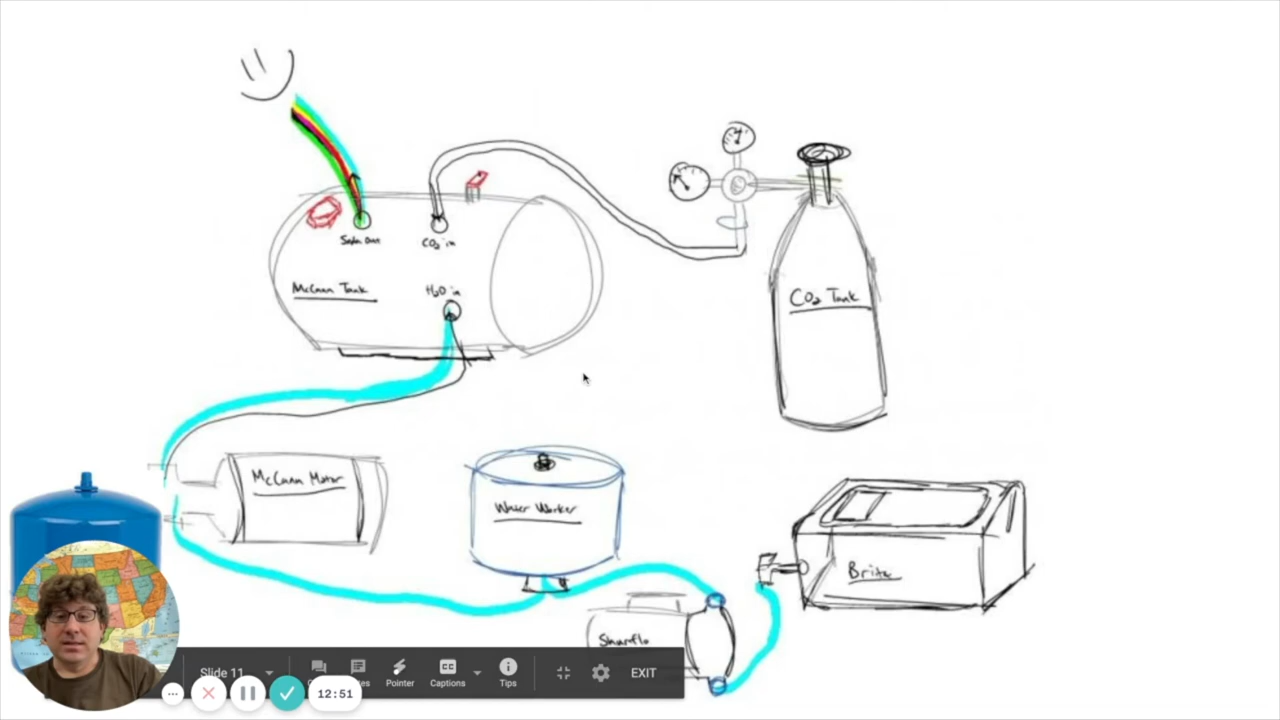 Soda Out
CO2 in
McCann Tank
H2O in
CO2 Tank
McCann Motor
Water Worker
Brita
Shurflo
Slide 11
Pointer
Captions
Tips
EXIT
12:51